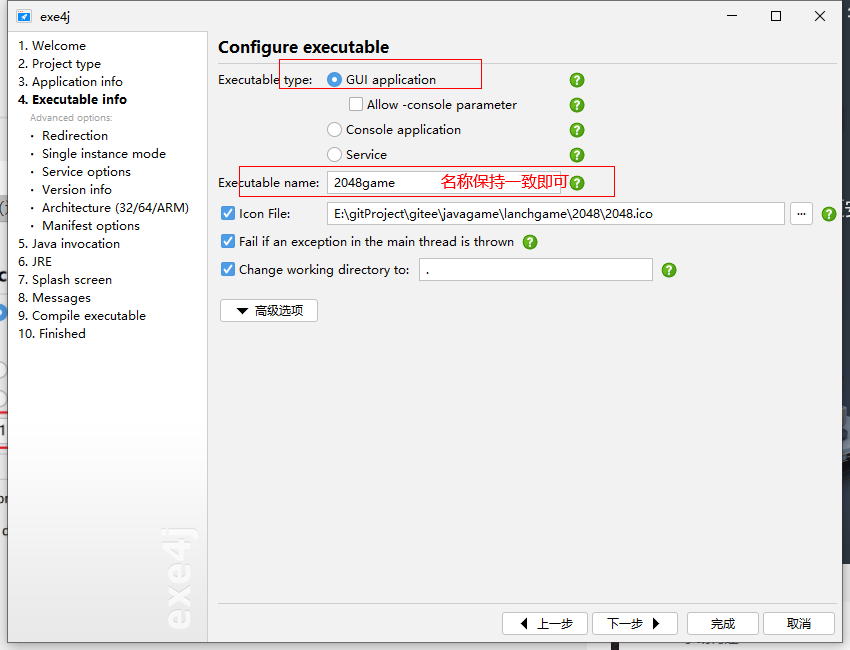 exe4j
1. Welcome
2. Project type
3. Application info
4. Executable info
Advanced options:
· Redirection
· Single instance mode
· Service options
· Version info
· Architecture (32/64/ARM)
· Manifest options
5. Java invocation
6. JRE
7. Splash screen
8. Messages
9. Compile executable
10. Finished
exe4j
Configure executable
Executable type: GUI application
Allow -console parameter
Console application
Service
Executable name: 2048game 名称保持一致即可
Icon File: E:\gitProject\gitee\javagame\lanchgame\2048\2048.ico ...
Fail if an exception in the main thread is thrown
Change working directory to: .
高级选项
上一步 下一步 完成 取消